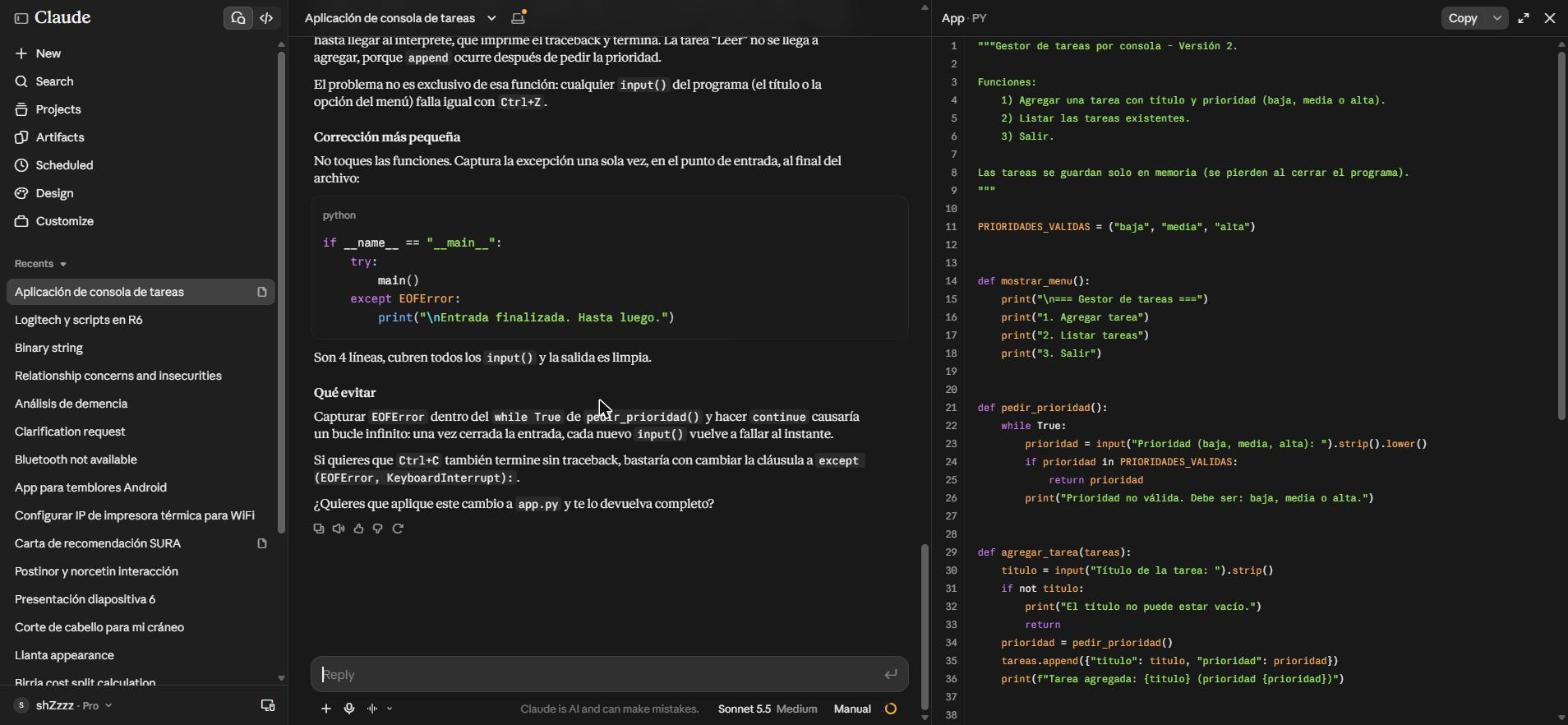 Claude
New
Search
Projects
Artifacts
Scheduled
Design
Customize
Recents
Aplicación de consola de tareas
Logitech y scripts en R6
Binary string
Relationship concerns and insecurities
Análisis de demencia
Clarification request
Bluetooth not available
App para temblores Android
Configurar IP de impresora térmica para WiFi
Carta de recomendación SURA
Postinor y norcetin interacción
Presentación diapositiva 6
Corte de cabello para mi cráneo
Llanta appearance
Birria cost split calculation
S shZzzz · Pro
Aplicación de consola de tareas
hasta llegar al intérprete, que imprime el traceback y termina. La tarea “Leer” no se llega a
agregar, porque append ocurre después de pedir la prioridad.
El problema no es exclusivo de esa función: cualquier input() del programa (el título o la
opción del menú) falla igual con Ctrl+Z.
Corrección más pequeña
No toques las funciones. Captura la excepción una sola vez, en el punto de entrada, al final del
archivo:
python
if __name__ == "__main__":
    try:
        main()
    except EOFError:
        print("\nEntrada finalizada. Hasta luego.")
Son 4 líneas, cubren todos los input() y la salida es limpia.
Qué evitar
Capturar EOFError dentro del while True de pedir_prioridad() y hacer continue causaría
un bucle infinito: una vez cerrada la entrada, cada nuevo input() vuelve a fallar al instante.
Si quieres que Ctrl+C también termine sin traceback, bastaría con cambiar la cláusula a except
(EOFError, KeyboardInterrupt):.
¿Quieres que aplique este cambio a app.py y te lo devuelva completo?
Reply
Claude is AI and can make mistakes. Sonnet 5.5 Medium Manual
App · PY
Copy
1 """Gestor de tareas por consola - Versión 2.
2
3 Funciones:
4     1) Agregar una tarea con título y prioridad (baja, media o alta).
5     2) Listar las tareas existentes.
6     3) Salir.
7
8 Las tareas se guardan solo en memoria (se pierden al cerrar el programa).
9 """
10
11 PRIORIDADES_VALIDAS = ("baja", "media", "alta")
12
13
14 def mostrar_menu():
15     print("\n=== Gestor de tareas ===")
16     print("1. Agregar tarea")
17     print("2. Listar tareas")
18     print("3. Salir")
19
20
21 def pedir_prioridad():
22     while True:
23         prioridad = input("Prioridad (baja, media, alta): ").strip().lower()
24         if prioridad in PRIORIDADES_VALIDAS:
25             return prioridad
26         print("Prioridad no válida. Debe ser: baja, media o alta.")
27
28
29 def agregar_tarea(tareas):
30     titulo = input("Título de la tarea: ").strip()
31     if not titulo:
32         print("El título no puede estar vacío.")
33         return
34     prioridad = pedir_prioridad()
35     tareas.append({"titulo": titulo, "prioridad": prioridad})
36     print(f"Tarea agregada: {titulo} (prioridad {prioridad})")
37
38